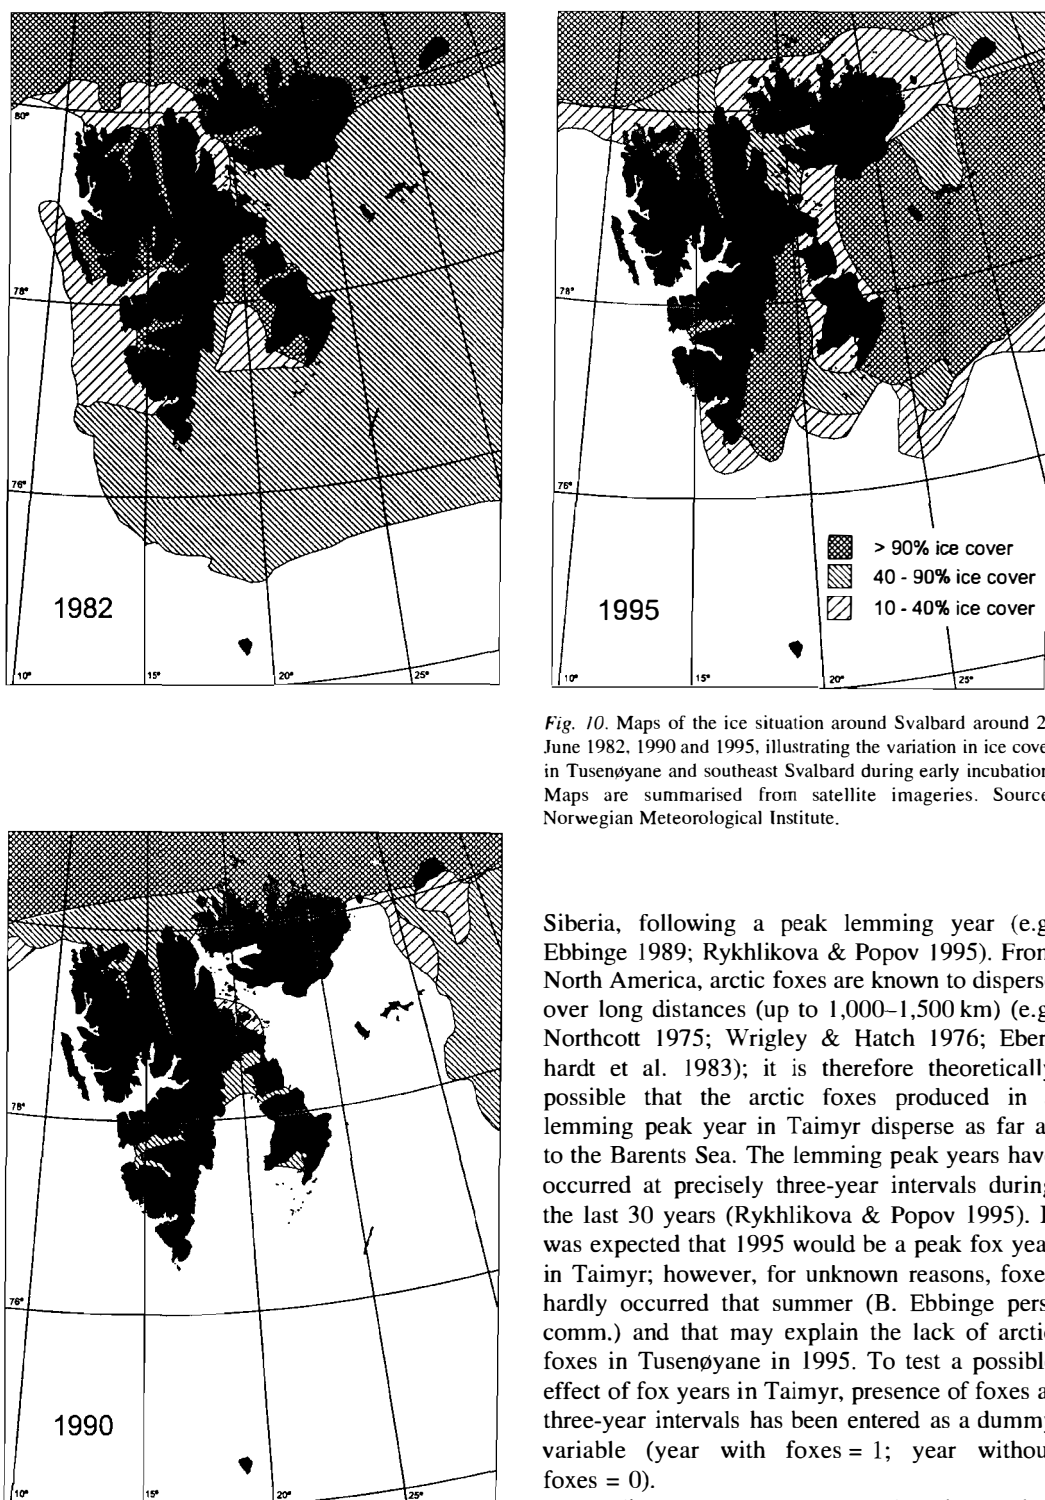 80°
78°
76°
1982
10°
15°
20°
25°
78°
76°
1995
> 90% ice cover
40 - 90% ice cover
10 - 40% ice cover
10°
15°
20°
25°
Fig. 10. Maps of the ice situation around Svalbard around 2
June 1982, 1990 and 1995, illustrating the variation in ice cove
in Tusenøyane and southeast Svalbard during early incubation
Maps are summarised from satellite imageries. Source
Norwegian Meteorological Institute.
78°
76°
1990
10°
15°
20°
25°
Siberia, following a peak lemming year (e.g
Ebbinge 1989; Rykhlikova & Popov 1995). From
North America, arctic foxes are known to dispers
over long distances (up to 1,000–1,500 km) (e.g
Northcott 1975; Wrigley & Hatch 1976; Eber
hardt et al. 1983); it is therefore theoretically
possible that the arctic foxes produced in
lemming peak year in Taimyr disperse as far a
to the Barents Sea. The lemming peak years hav
occurred at precisely three-year intervals during
the last 30 years (Rykhlikova & Popov 1995). I
was expected that 1995 would be a peak fox yea
in Taimyr; however, for unknown reasons, foxe
hardly occurred that summer (B. Ebbinge pers
comm.) and that may explain the lack of arctic
foxes in Tusenøyane in 1995. To test a possibl
effect of fox years in Taimyr, presence of foxes a
three-year intervals has been entered as a dummy
variable (year with foxes = 1; year withou
foxes = 0).